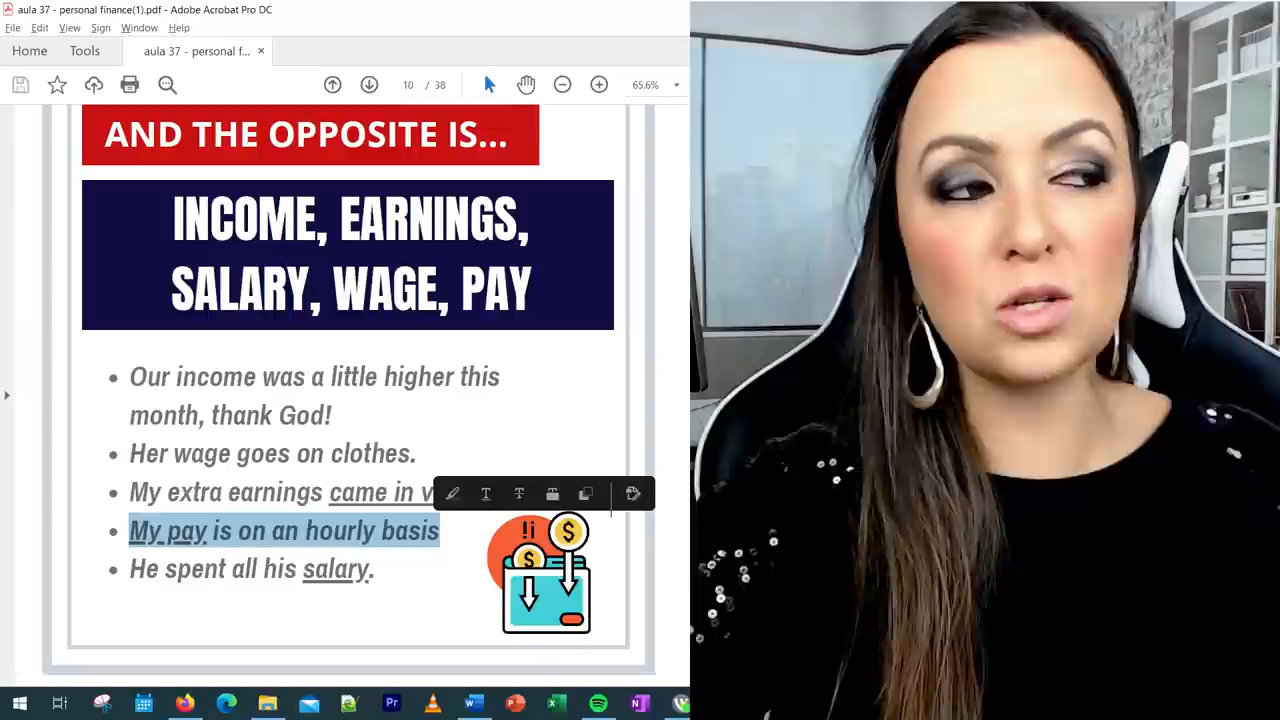 aula 37 - personal finance(1).pdf - Adobe Acrobat Pro DC
File Edit View Sign Window Help
Home Tools aula 37 - personal f... ×
10 / 38 65.6%
AND THE OPPOSITE IS...
INCOME, EARNINGS,
SALARY, WAGE, PAY
• Our income was a little higher this
month, thank God!
• Her wage goes on clothes.
• My extra earnings came in
• My pay is on an hourly basis
• He spent all his salary.